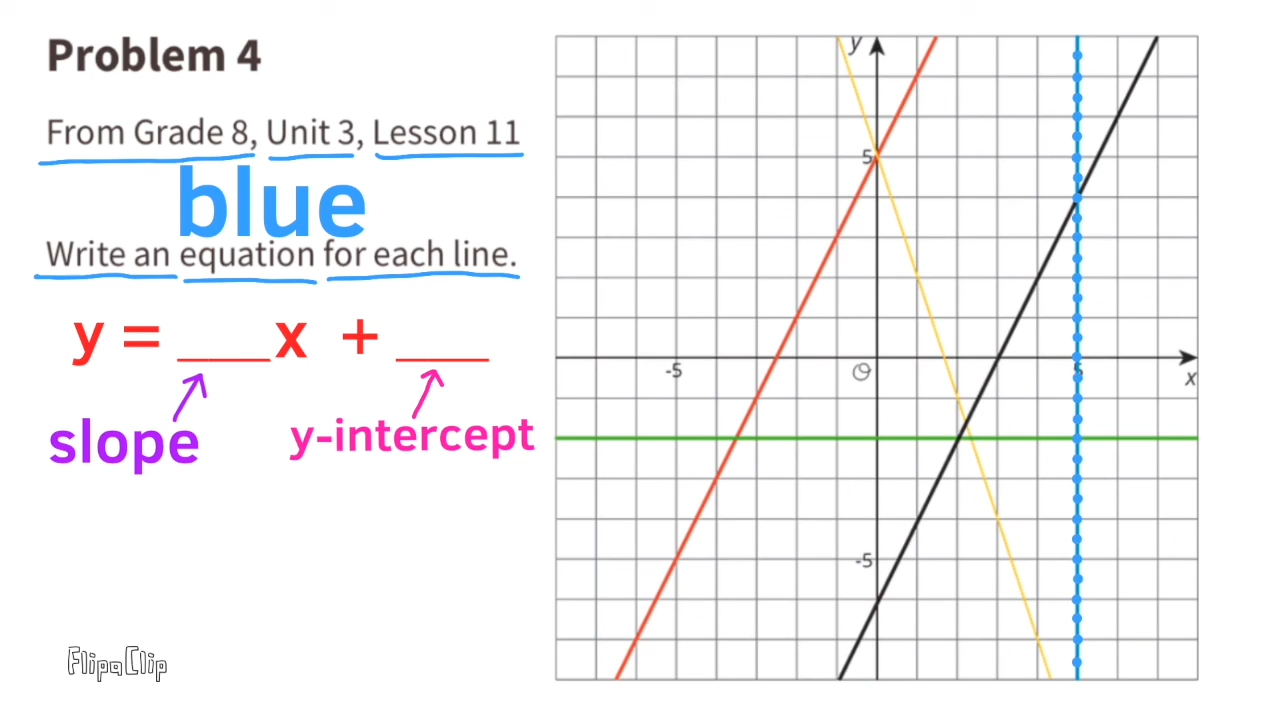 Problem 4
From Grade 8, Unit 3, Lesson 11
blue
Write an equation for each line.
y = ___x + ___
slope
y-intercept
FlipaClip
y
5
-5
O
5
x
-5